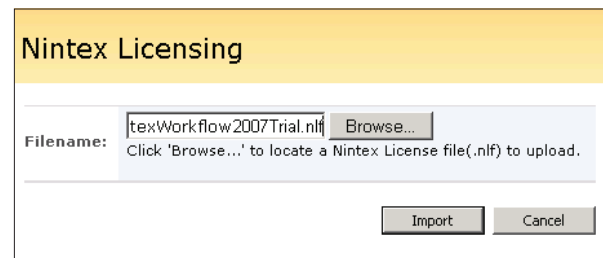 Nintex Licensing
Filename: texWorkflow2007Trial.nlf Browse...
Click 'Browse...' to locate a Nintex License file(.nlf) to upload.
Import Cancel